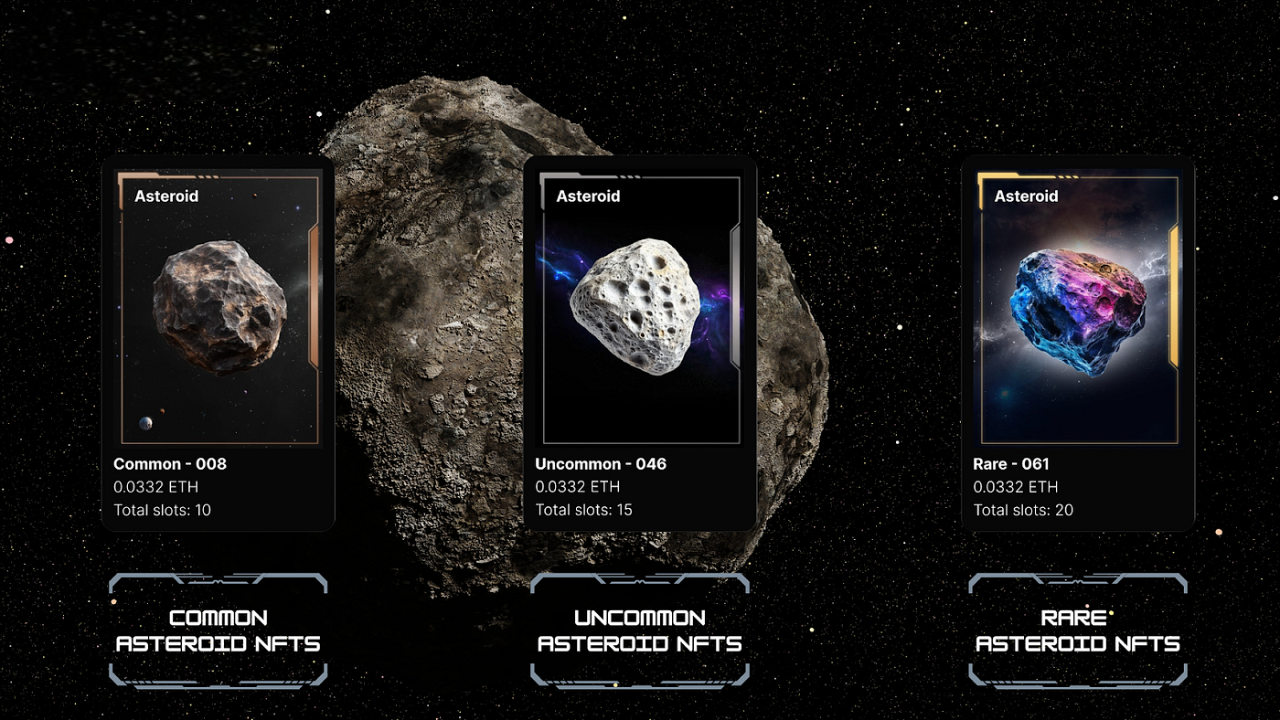 Asteroid
Common - 008
0.0332 ETH
Total slots: 10
COMMON
ASTEROID NFTS
Asteroid
Uncommon - 046
0.0332 ETH
Total slots: 15
UNCOMMON
ASTEROID NFTS
Asteroid
Rare - 061
0.0332 ETH
Total slots: 20
RARE
ASTEROID NFTS